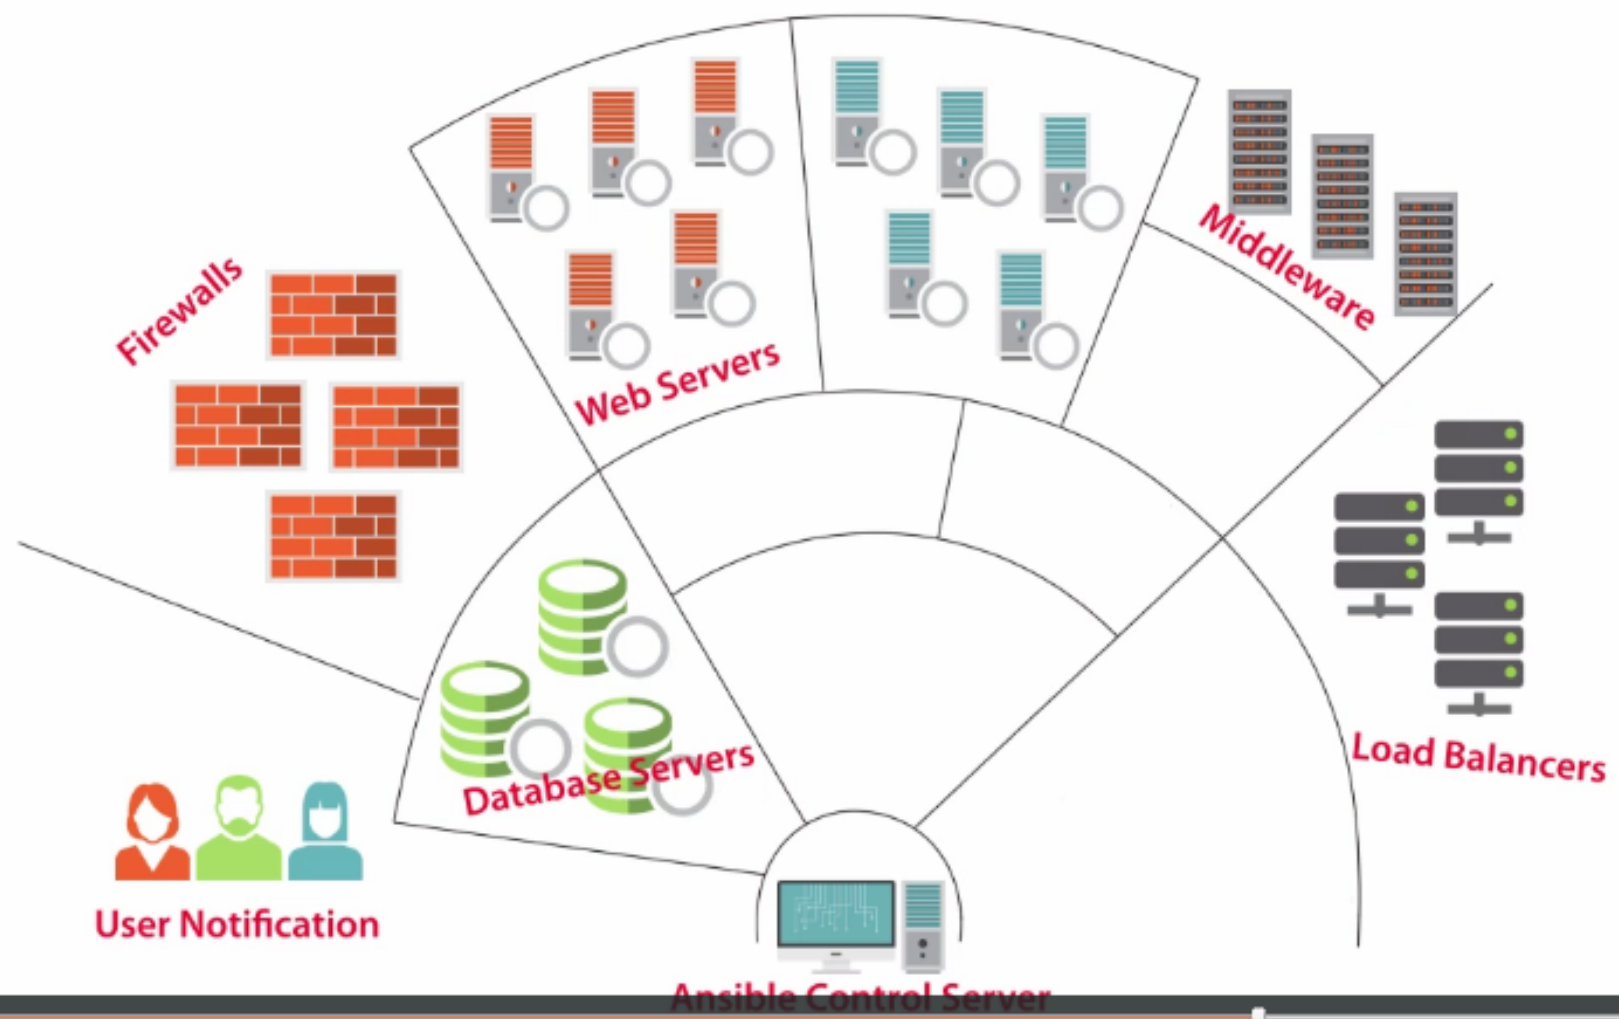 Middleware
Firewalls
Web Servers
Load Balancers
Database Servers
User Notification
Ansible Control Server